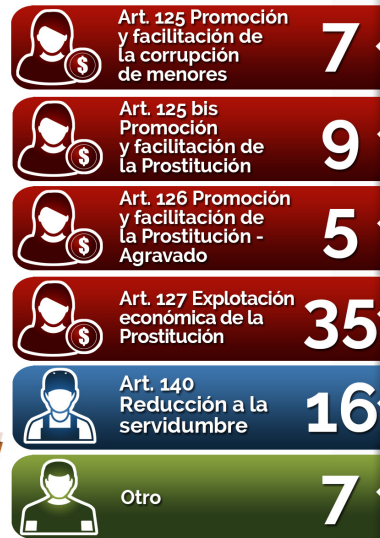 Art. 125 Promoción
y facilitación de
la corrupción
de menores
7
$
Art. 125 bis
Promoción
y facilitación de
la Prostitución
9
$
Art. 126 Promoción
y facilitación de
la Prostitución -
Agravado
5
$
Art. 127 Explotación
económica de la
Prostitución
35
$
Art. 140
Reducción a la
servidumbre
16
Otro
7